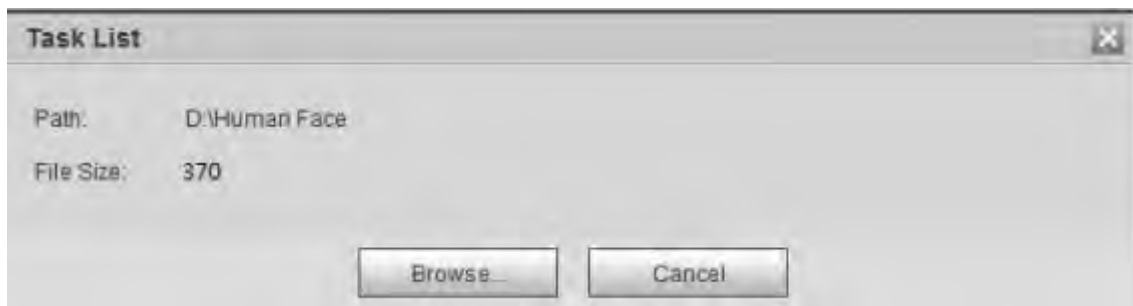 Task List
Path: D:\Human Face
File Size: 370
Browse... Cancel